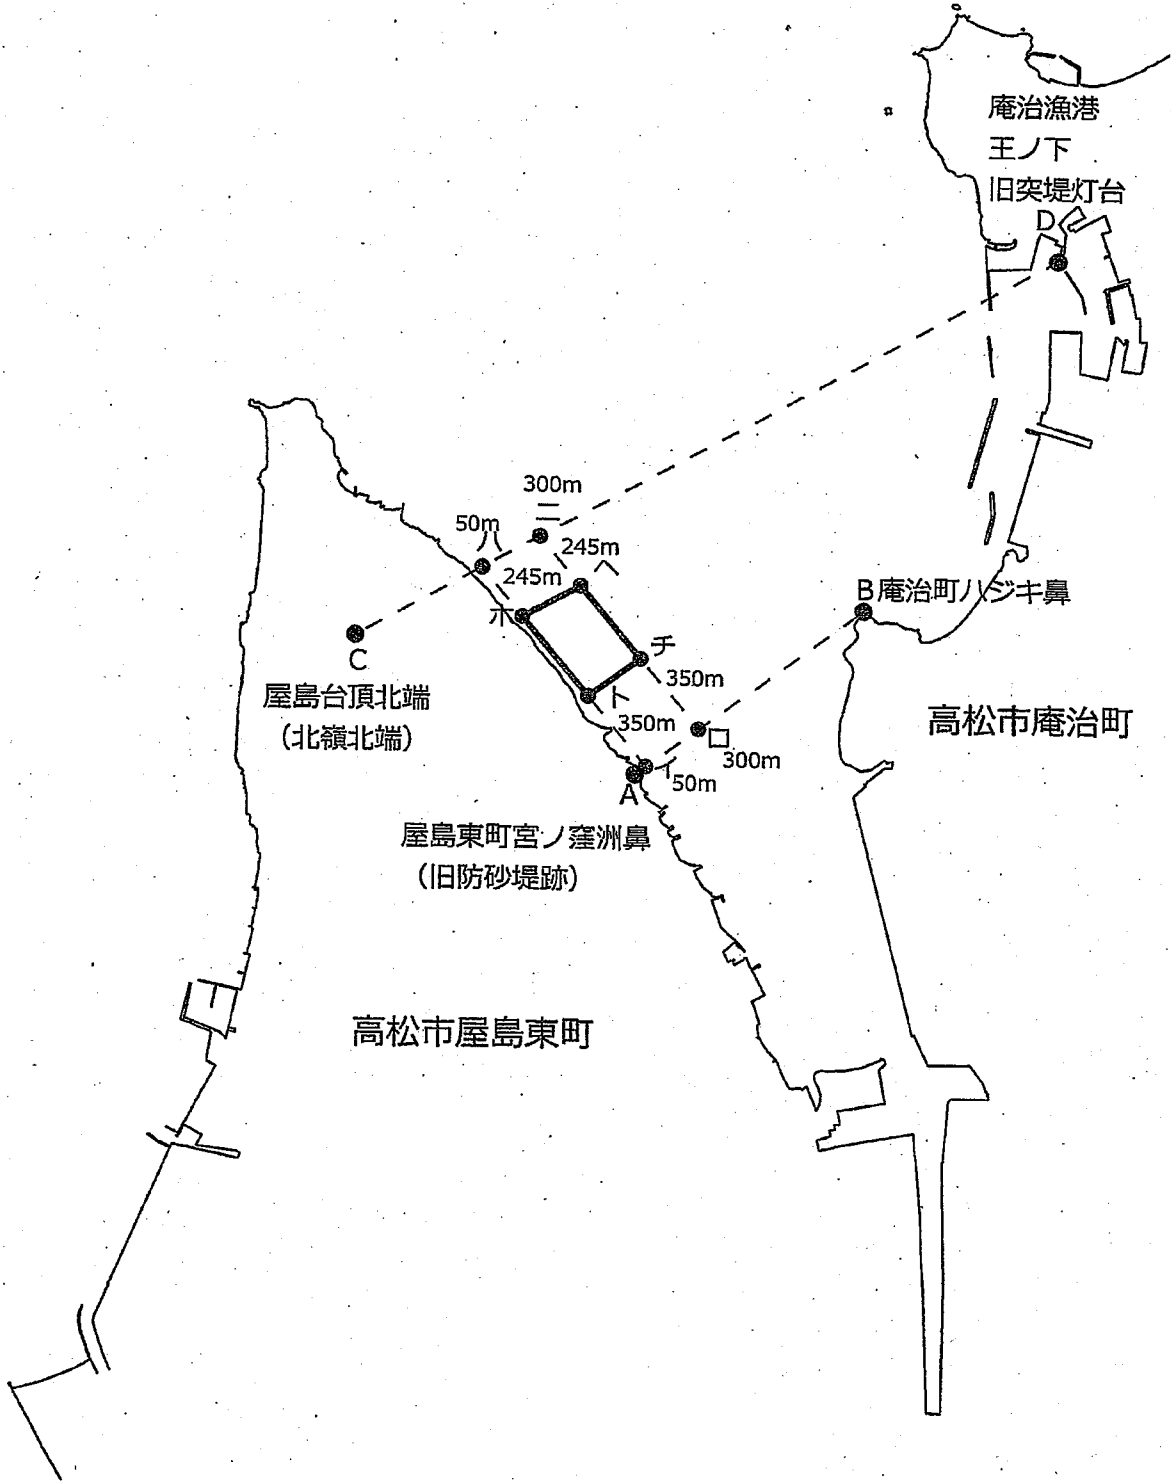 庵治漁港
王ノ下
旧突堤灯台
D
300m
ニ
50m
ハ
245m
ヘ
245m
ホ
B 庵治町ハジキ鼻
C
チ
屋島台頂北端
（北嶺北端）
350m
ト
高松市庵治町
350m
ロ
300m
イ
50m
A
屋島東町宮ノ窪洲鼻
（旧防砂堤跡）
高松市屋島東町